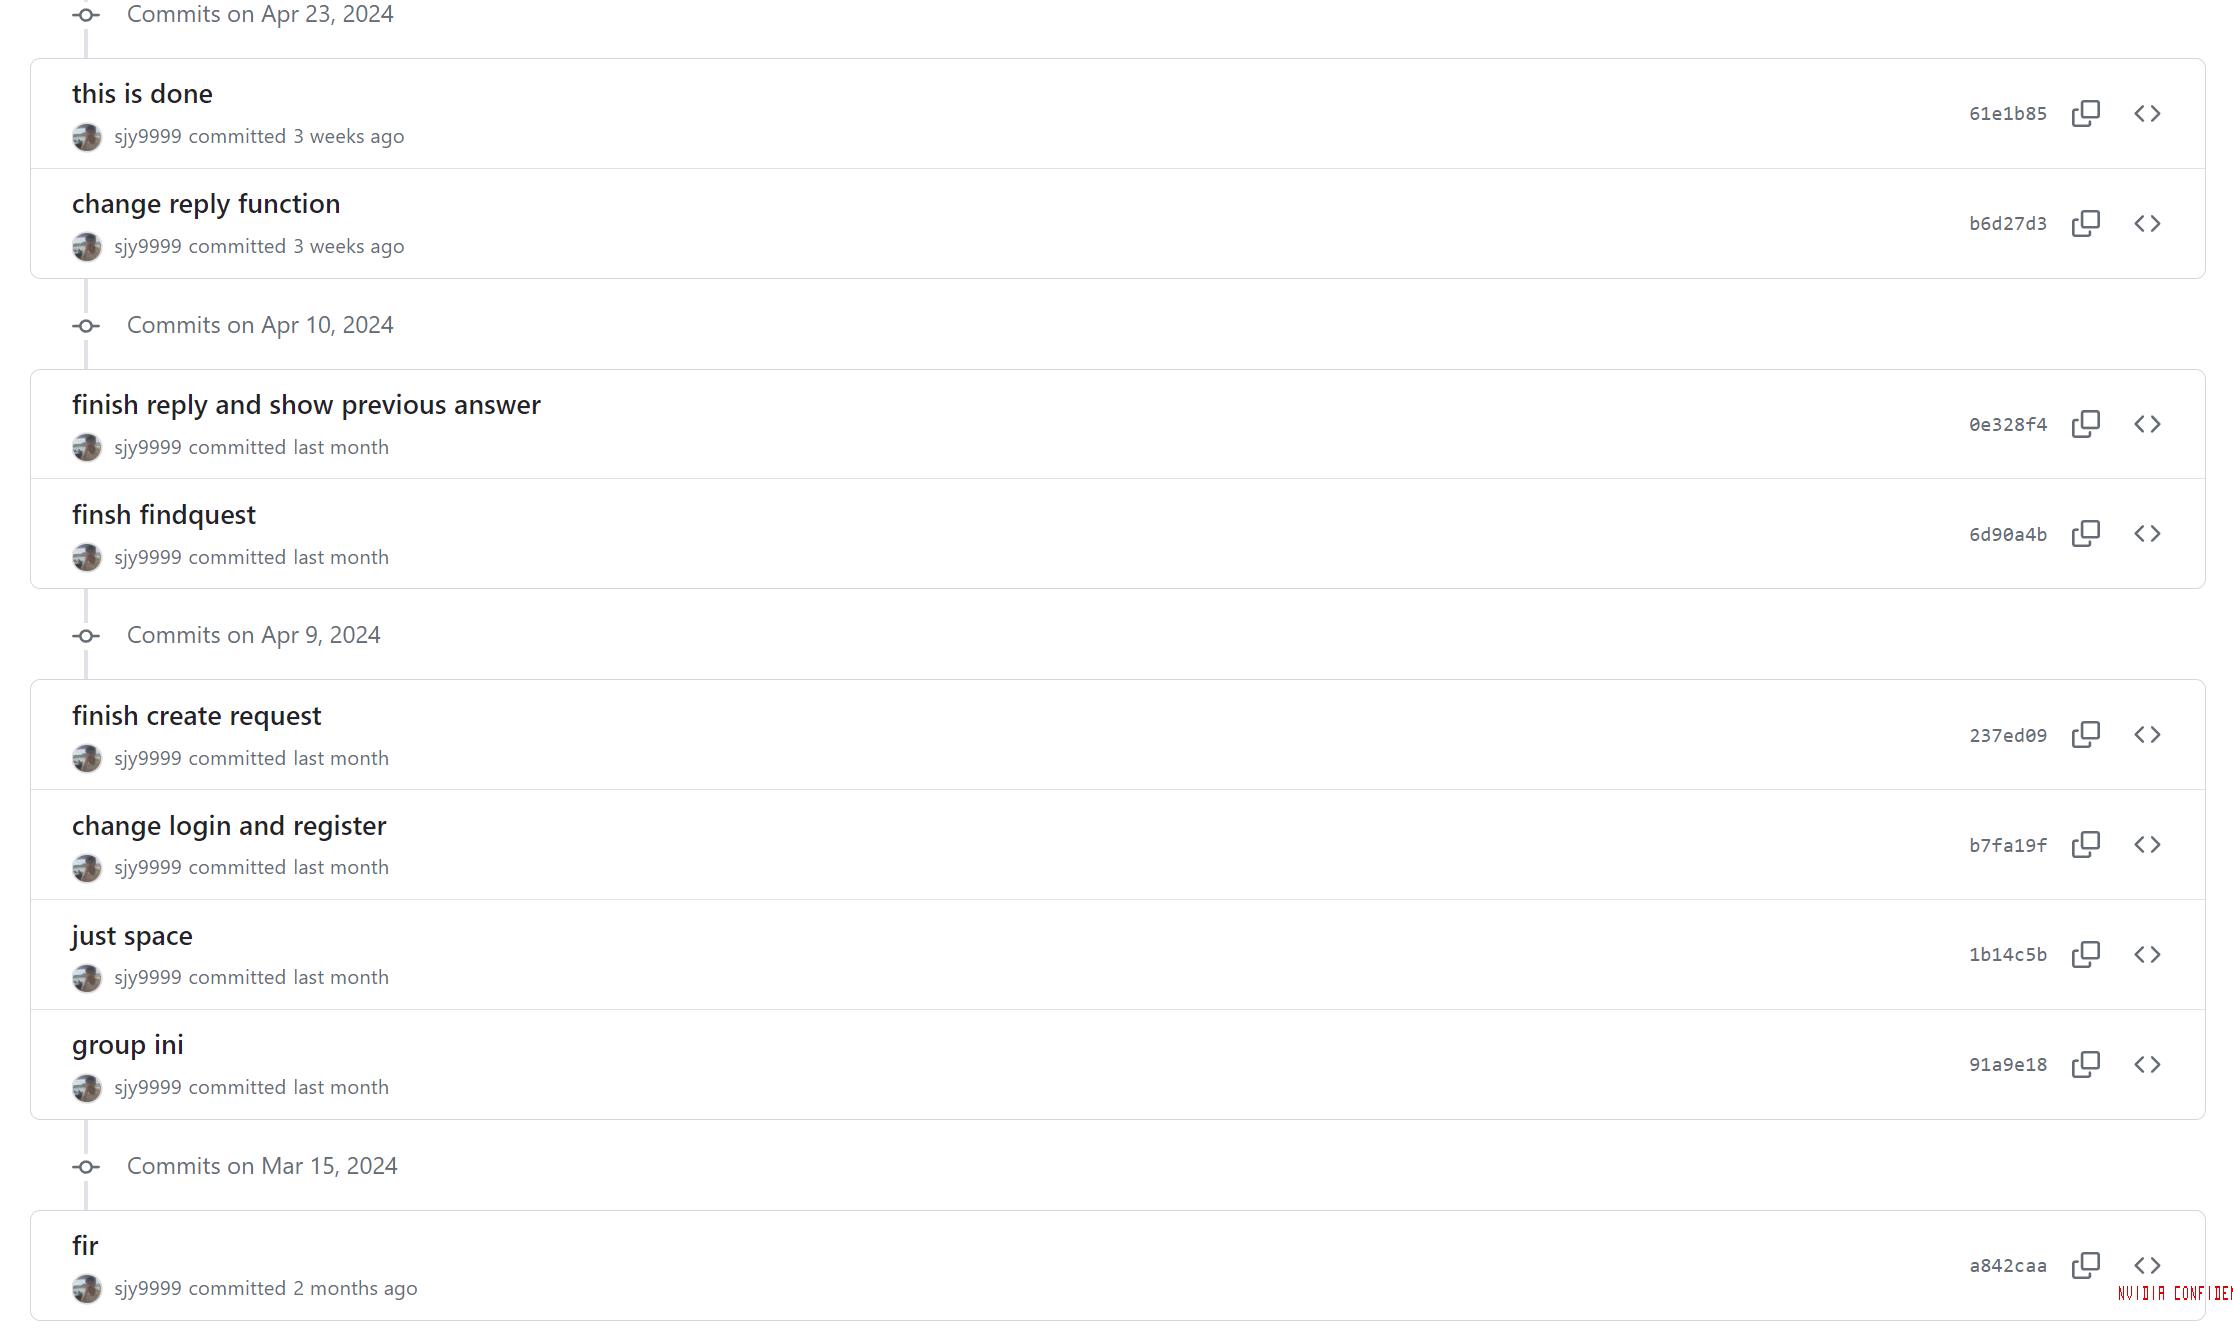 Commits on Apr 23, 2024
this is done
sjy9999 committed 3 weeks ago
61e1b85
change reply function
sjy9999 committed 3 weeks ago
b6d27d3
Commits on Apr 10, 2024
finish reply and show previous answer
sjy9999 committed last month
0e328f4
finsh findquest
sjy9999 committed last month
6d90a4b
Commits on Apr 9, 2024
finish create request
sjy9999 committed last month
237ed09
change login and register
sjy9999 committed last month
b7fa19f
just space
sjy9999 committed last month
1b14c5b
group ini
sjy9999 committed last month
91a9e18
Commits on Mar 15, 2024
fir
sjy9999 committed 2 months ago
a842caa
NVIDIA CONFIDE